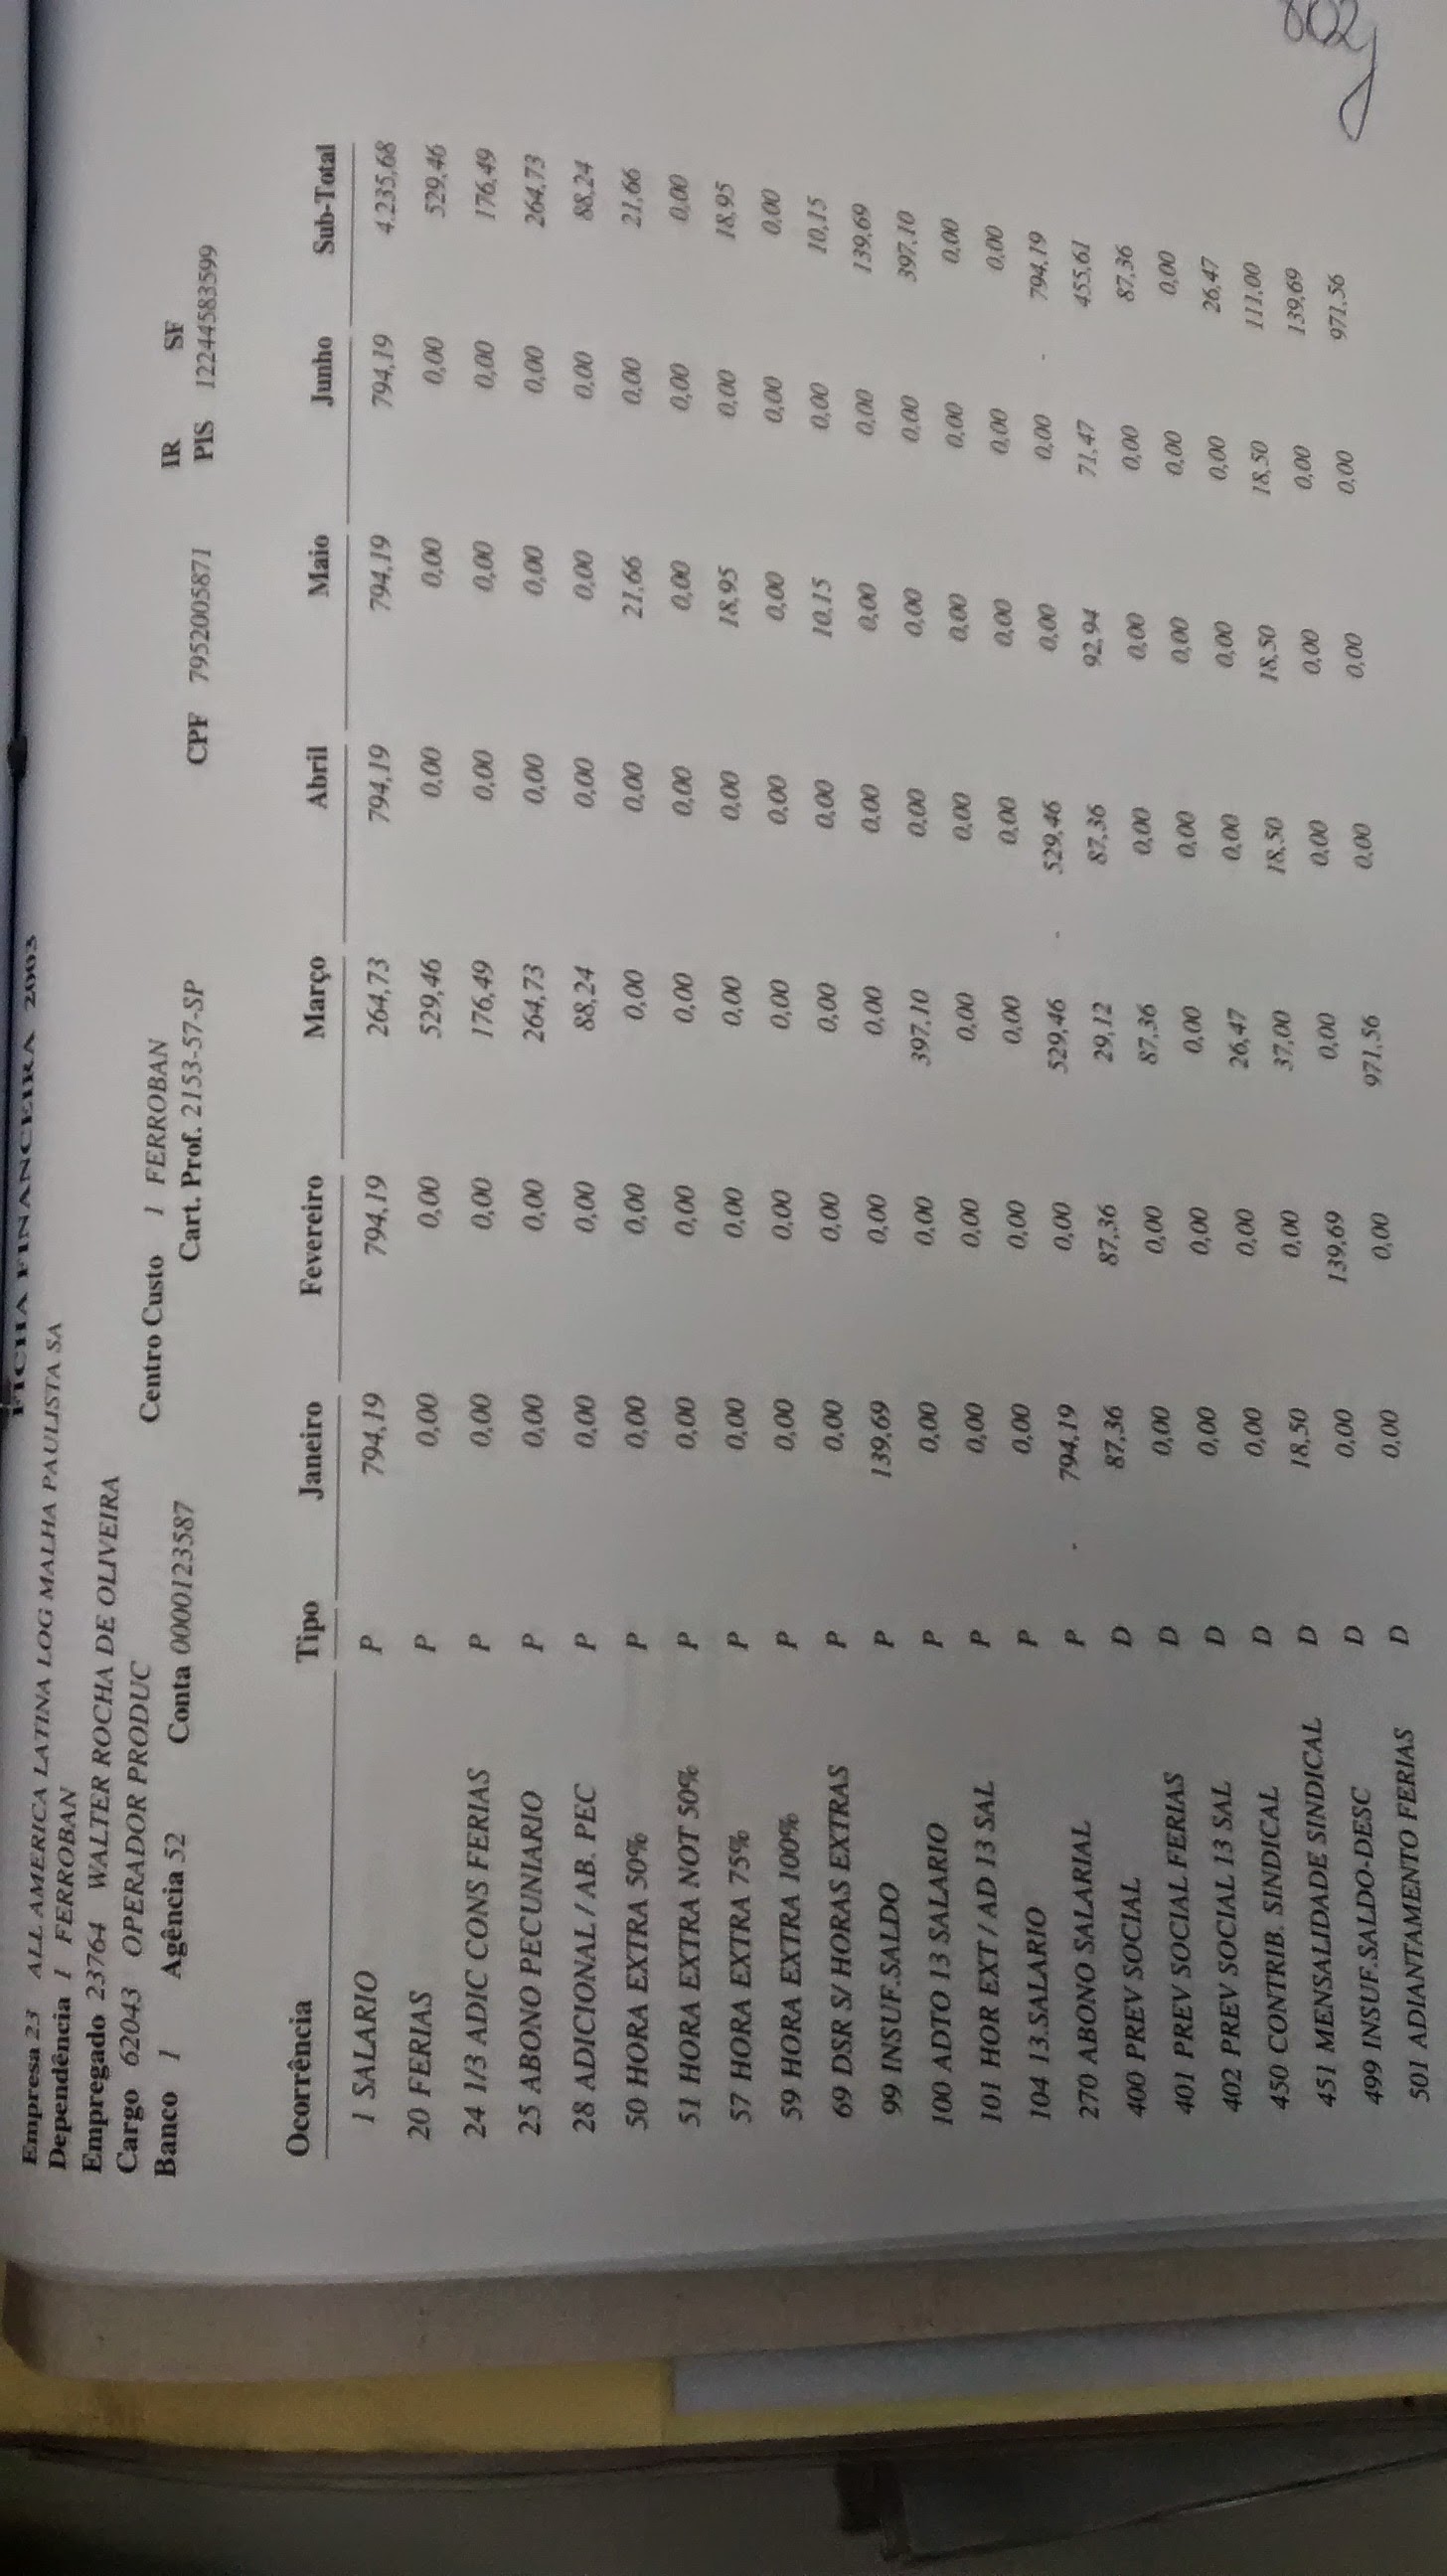 FICHA FINANCEIRA 2003
Empresa 23 ALL AMERICA LATINA LOG MALHA PAULISTA SA
Dependência 1 FERROBAN
Empregado 23764 WALTER ROCHA DE OLIVEIRA
Cargo 62043 OPERADOR PRODUC Centro Custo 1 FERROBAN IR SF
Banco 1 Agência 52 Conta 0000123587 Cart. Prof. 2153-57-SP CPF 7952005871 PIS 12244583599
Ocorrência Tipo Janeiro Fevereiro Março Abril Maio Junho Sub-Total
1 SALARIO P 794,19 794,19 264,73 794,19 794,19 794,19 4.235,68
20 FERIAS P 0,00 0,00 529,46 0,00 0,00 0,00 529,46
24 1/3 ADIC CONS FERIAS P 0,00 0,00 176,49 0,00 0,00 0,00 176,49
25 ABONO PECUNIARIO P 0,00 0,00 264,73 0,00 0,00 0,00 264,73
28 ADICIONAL / AB. PEC P 0,00 0,00 88,24 0,00 0,00 0,00 88,24
50 HORA EXTRA 50% P 0,00 0,00 0,00 0,00 21,66 0,00 21,66
51 HORA EXTRA NOT 50% P 0,00 0,00 0,00 0,00 0,00 0,00 0,00
57 HORA EXTRA 75% P 0,00 0,00 0,00 0,00 18,95 0,00 18,95
59 HORA EXTRA 100% P 0,00 0,00 0,00 0,00 0,00 0,00 0,00
69 DSR S/ HORAS EXTRAS P 0,00 0,00 0,00 0,00 10,15 0,00 10,15
99 INSUF.SALDO P 139,69 0,00 0,00 0,00 0,00 0,00 139,69
100 ADTO 13 SALARIO P 0,00 0,00 397,10 0,00 0,00 0,00 397,10
101 HOR EXT / AD 13 SAL P 0,00 0,00 0,00 0,00 0,00 0,00 0,00
104 13.SALARIO P 0,00 0,00 0,00 0,00 0,00 0,00 0,00
270 ABONO SALARIAL P - 794,19 0,00 529,46 - 529,46 0,00 0,00 - 794,19
400 PREV SOCIAL D 87,36 87,36 29,12 87,36 92,94 71,47 455,61
401 PREV SOCIAL FERIAS D 0,00 0,00 87,36 0,00 0,00 0,00 87,36
402 PREV SOCIAL 13 SAL D 0,00 0,00 0,00 0,00 0,00 0,00 0,00
450 CONTRIB. SINDICAL D 0,00 0,00 26,47 0,00 0,00 0,00 26,47
451 MENSALIDADE SINDICAL D 18,50 0,00 37,00 18,50 18,50 18,50 111,00
499 INSUF.SALDO-DESC D 0,00 139,69 0,00 0,00 0,00 0,00 139,69
501 ADIANTAMENTO FERIAS D 0,00 0,00 971,56 0,00 0,00 0,00 971,56